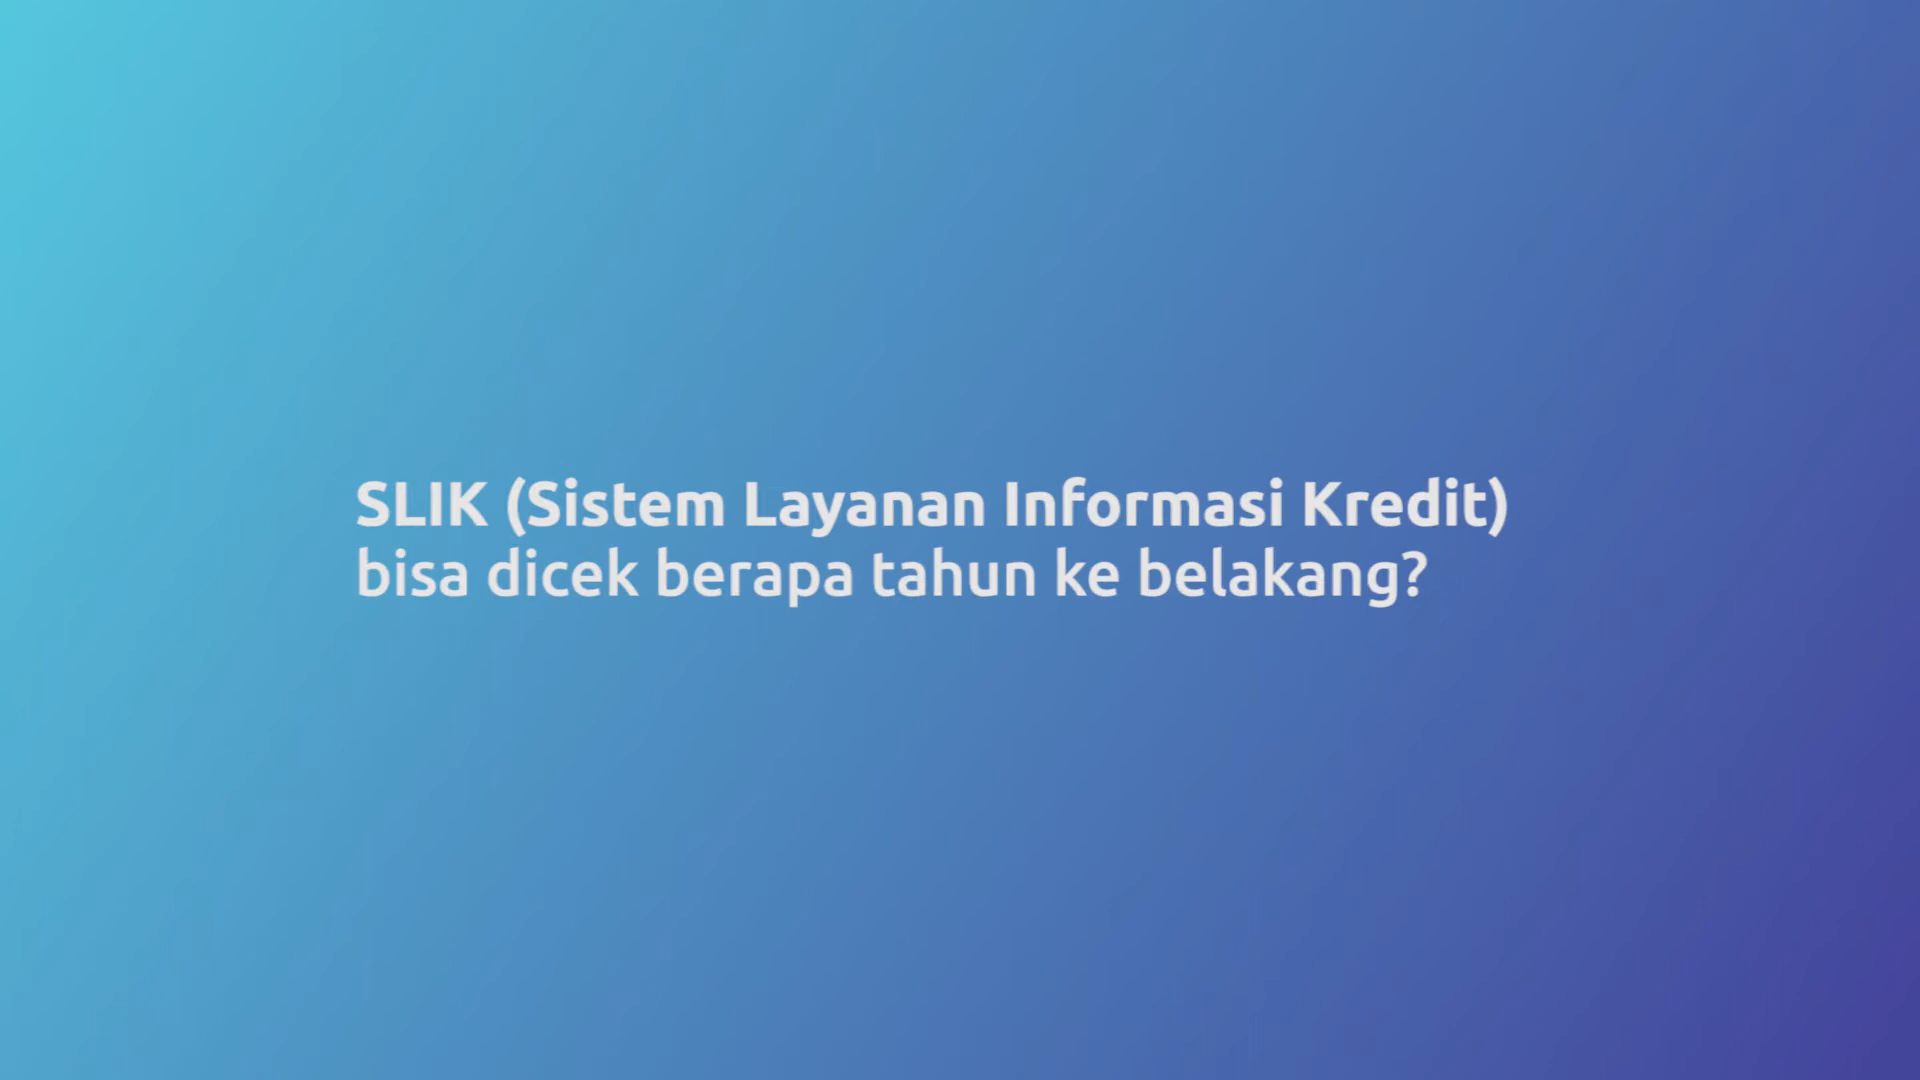 SLIK (Sistem Layanan Informasi Kredit)
bisa dicek berapa tahun ke belakang?